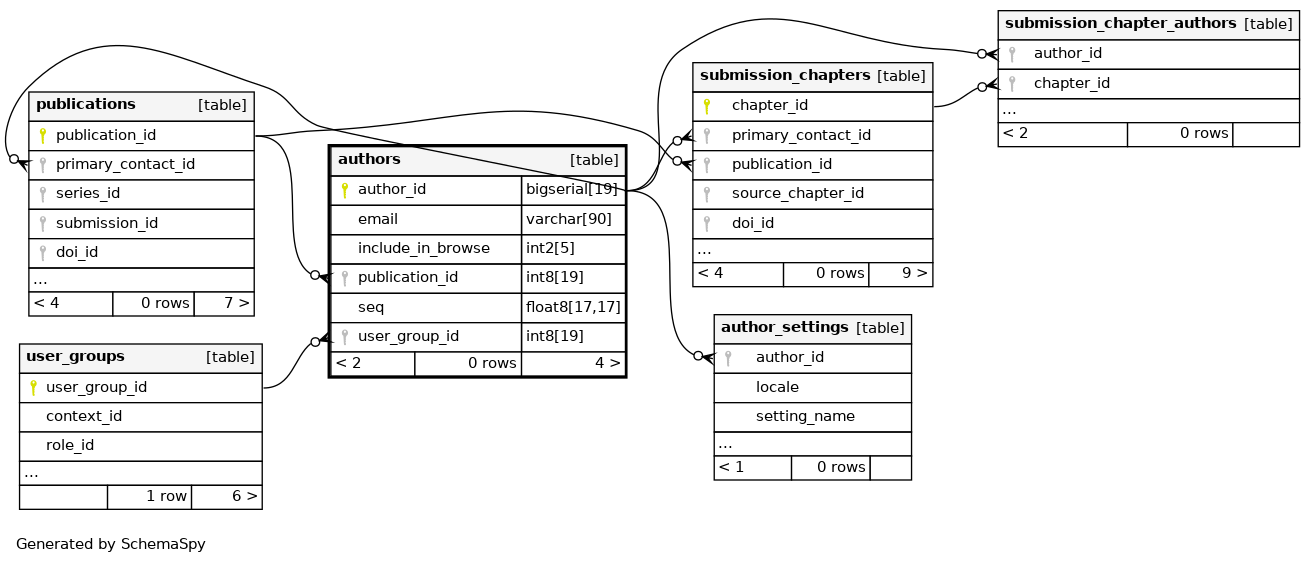 submission_chapter_authors [table]
author_id
chapter_id
...
< 2 0 rows
submission_chapters [table]
chapter_id
primary_contact_id
publication_id
source_chapter_id
doi_id
...
< 4 0 rows 9 >
publications [table]
publication_id
primary_contact_id
series_id
submission_id
doi_id
...
< 4 0 rows 7 >
authors [table]
author_id bigserial[19]
email varchar[90]
include_in_browse int2[5]
publication_id int8[19]
seq float8[17,17]
user_group_id int8[19]
< 2 0 rows 4 >
author_settings [table]
author_id
locale
setting_name
...
< 1 0 rows
user_groups [table]
user_group_id
context_id
role_id
...
1 row 6 >
Generated by SchemaSpy